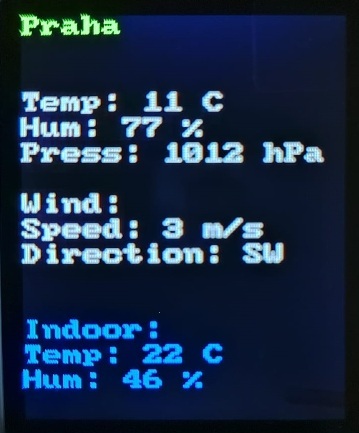 Praha
Temp: 11 C
Hum: 77 %
Press: 1012 hPa
Wind:
Speed: 3 m/s
Direction: SW
Indoor:
Temp: 22 C
Hum: 46 %